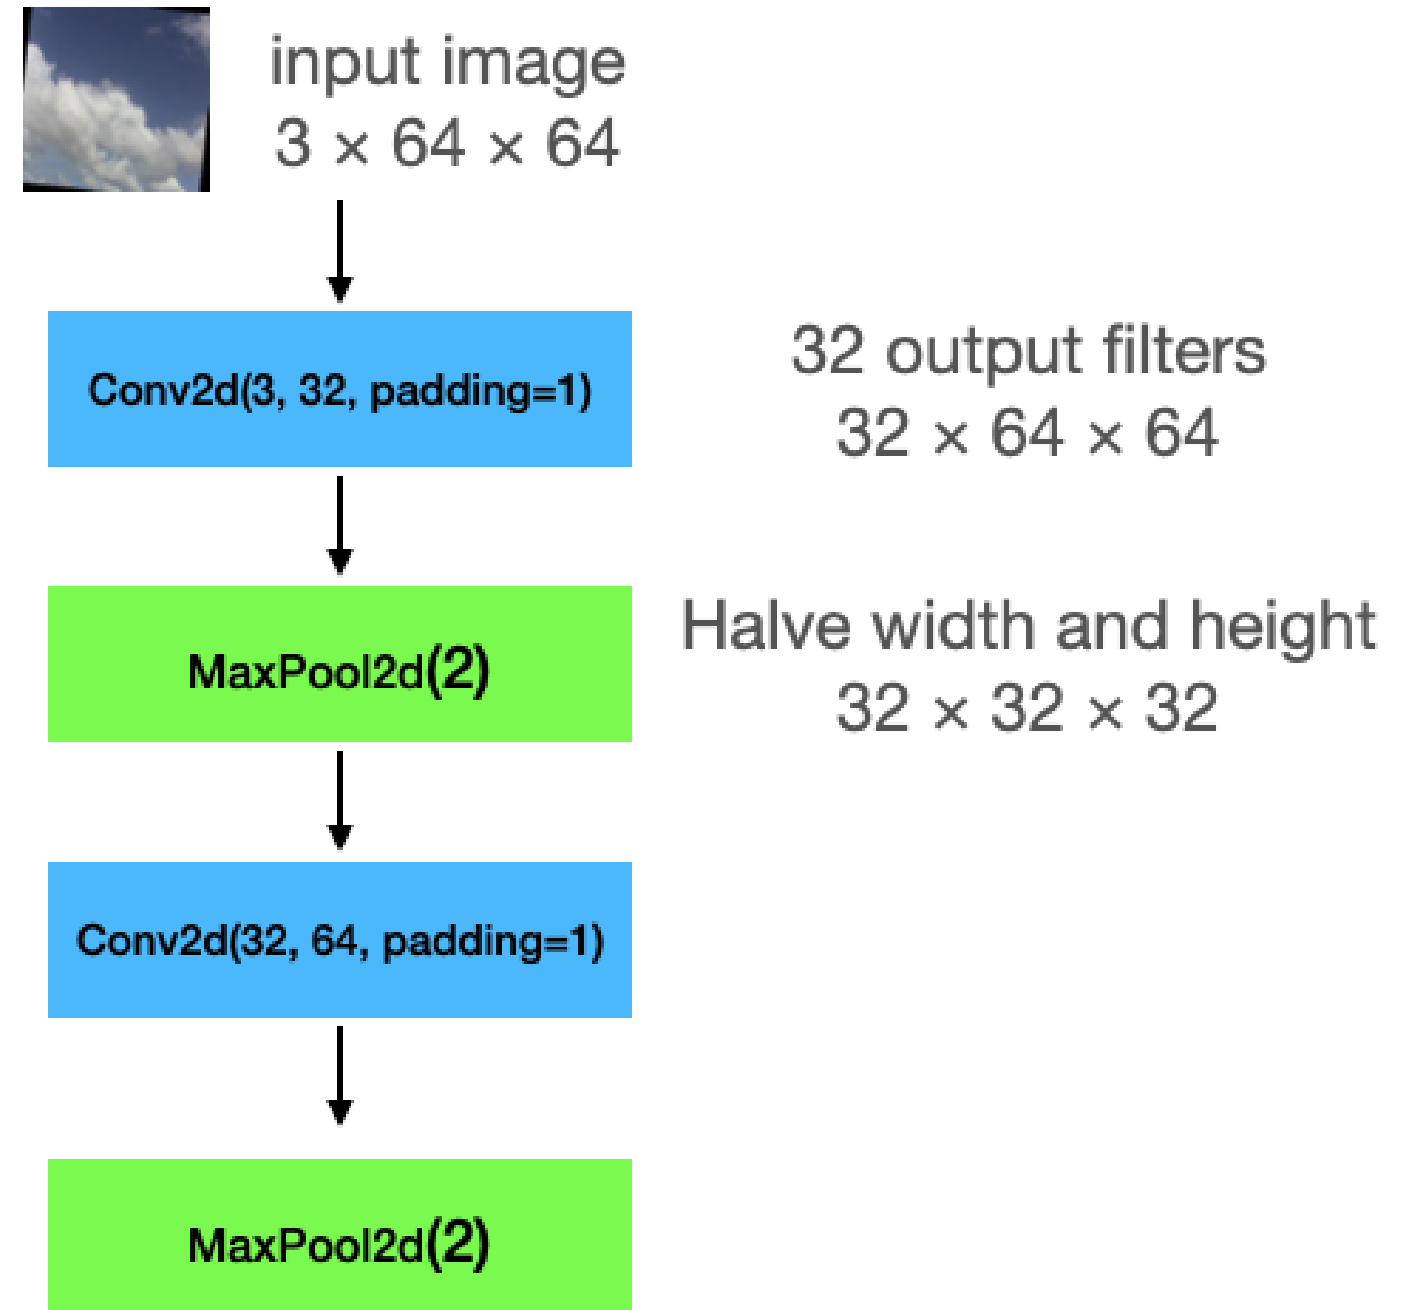 input image
3 × 64 × 64
Conv2d(3, 32, padding=1)
32 output filters
32 × 64 × 64
MaxPool2d(2)
Halve width and height
32 × 32 × 32
Conv2d(32, 64, padding=1)
MaxPool2d(2)